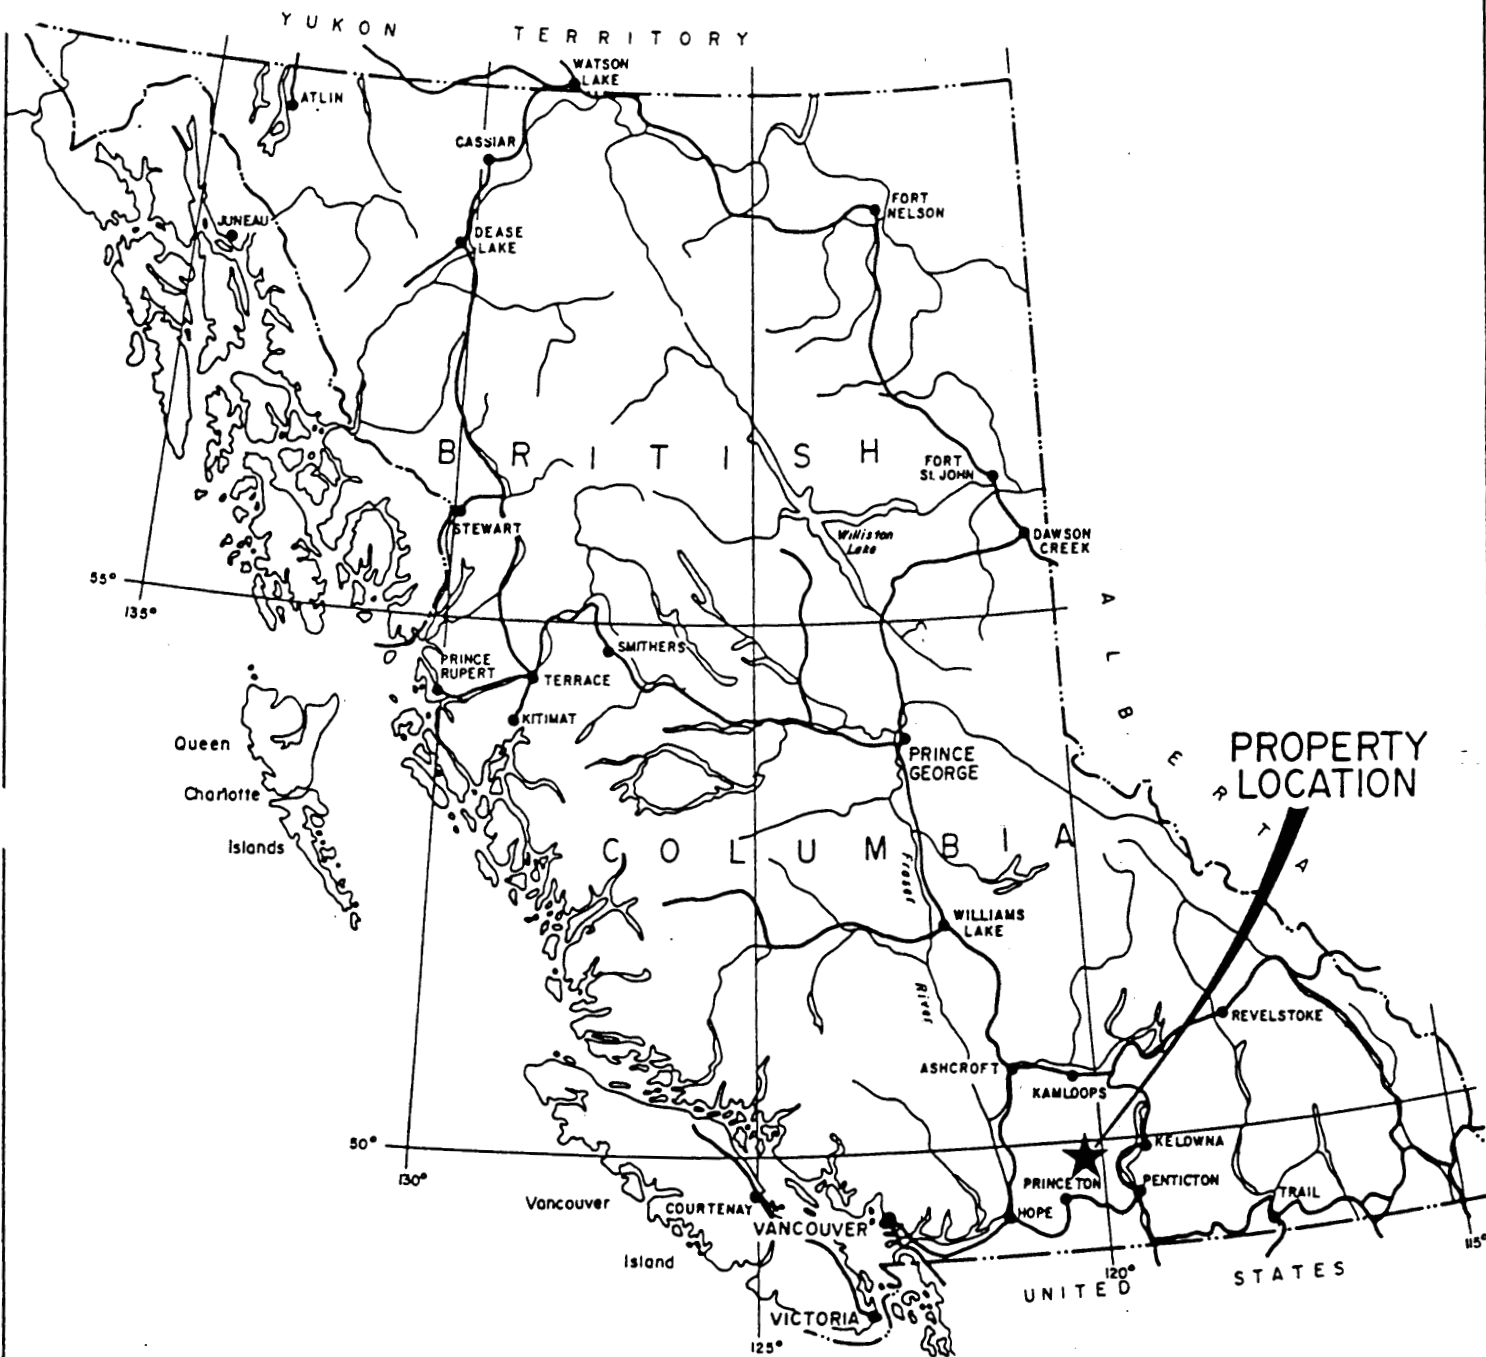 YUKON TERRITORY
WATSON
LAKE
ATLIN
CASSIAR
FORT
NELSON
JUNEAU
DEASE
LAKE
BRITISH
FORT
St. JOHN
STEWART
Williston
Lake
DAWSON
CREEK
55°
135°
ALBERTA
PRINCE
RUPERT
SMITHERS
TERRACE
KITIMAT
Queen
Charlotte
Islands
PRINCE
GEORGE
PROPERTY
LOCATION
COLUMBIA
Fraser
River
WILLIAMS
LAKE
REVELSTOKE
ASHCROFT
KAMLOOPS
50°
130°
KELOWNA
PRINCETON
PENTICTON
TRAIL
HOPE
Vancouver
Island
COURTENAY
VANCOUVER
VICTORIA
125°
120°
115°
UNITED STATES